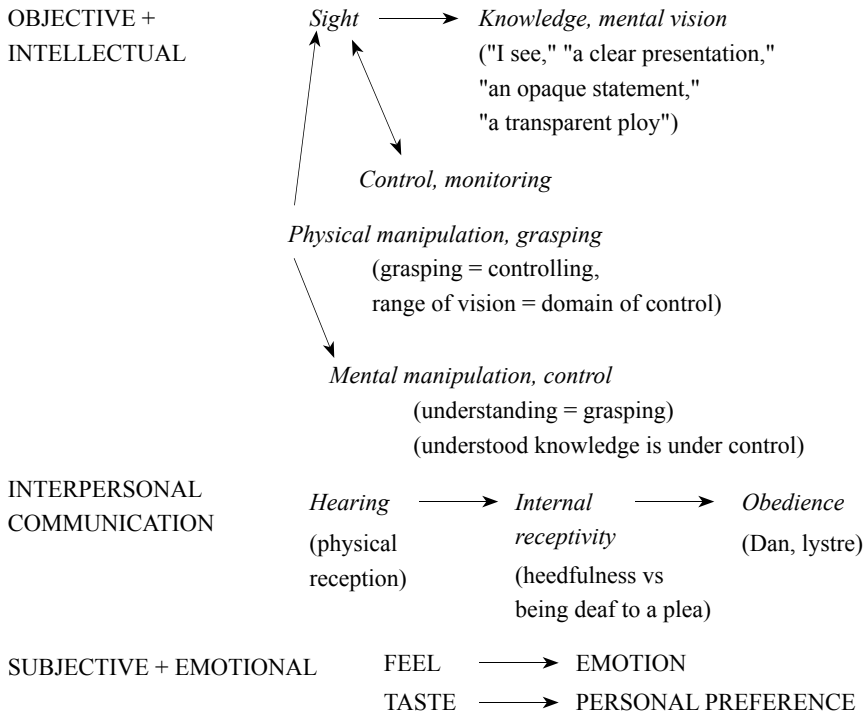 OBJECTIVE +
INTELLECTUAL
Sight
Knowledge, mental vision
("I see," "a clear presentation,"
"an opaque statement,"
"a transparent ploy")
Control, monitoring
Physical manipulation, grasping
(grasping = controlling,
range of vision = domain of control)
Mental manipulation, control
(understanding = grasping)
(understood knowledge is under control)
INTERPERSONAL
COMMUNICATION
Hearing
(physical
reception)
Internal
receptivity
(heedfulness vs
being deaf to a plea)
Obedience
(Dan, lystre)
SUBJECTIVE + EMOTIONAL
FEEL
EMOTION
TASTE
PERSONAL PREFERENCE